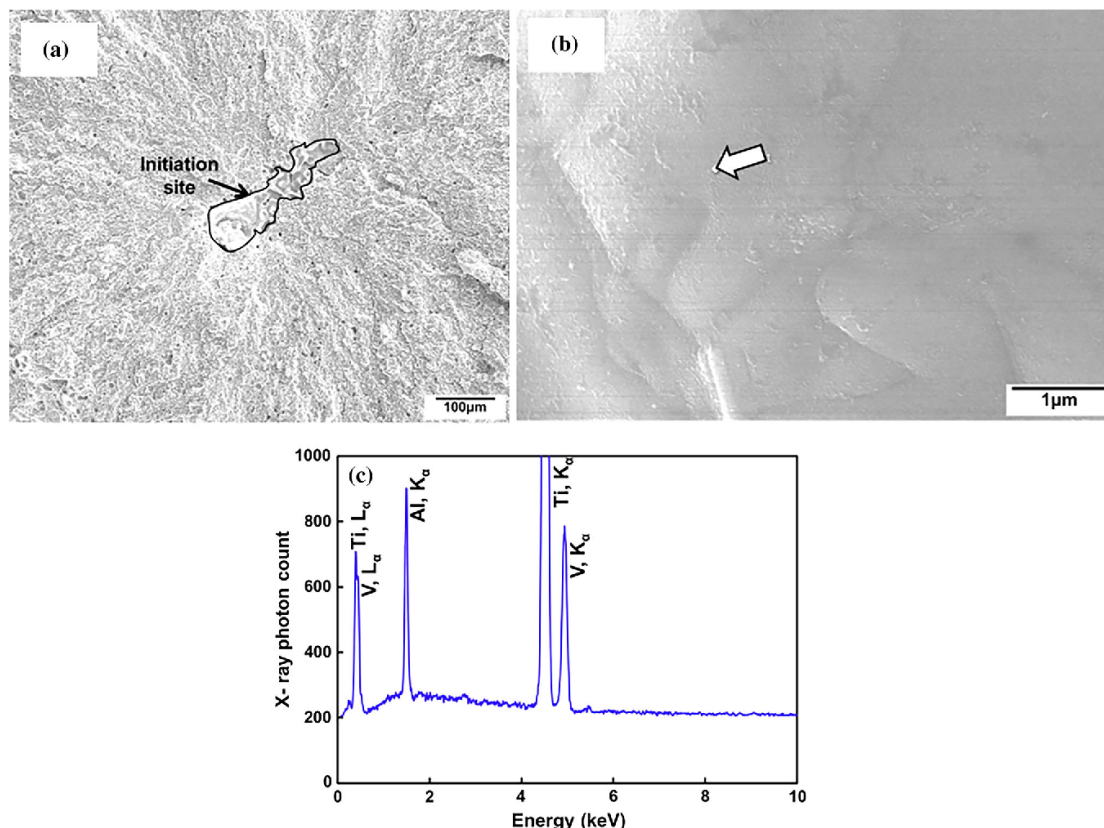 (a)
Initiation
site
100μm
(b)
1μm
(c)
1000
800
600
400
200
0 2 4 6 8 10
X- ray photon count
Energy (keV)
Ti, Lα
V, Lα
Al, Kα
Ti, Kα
V, Kα